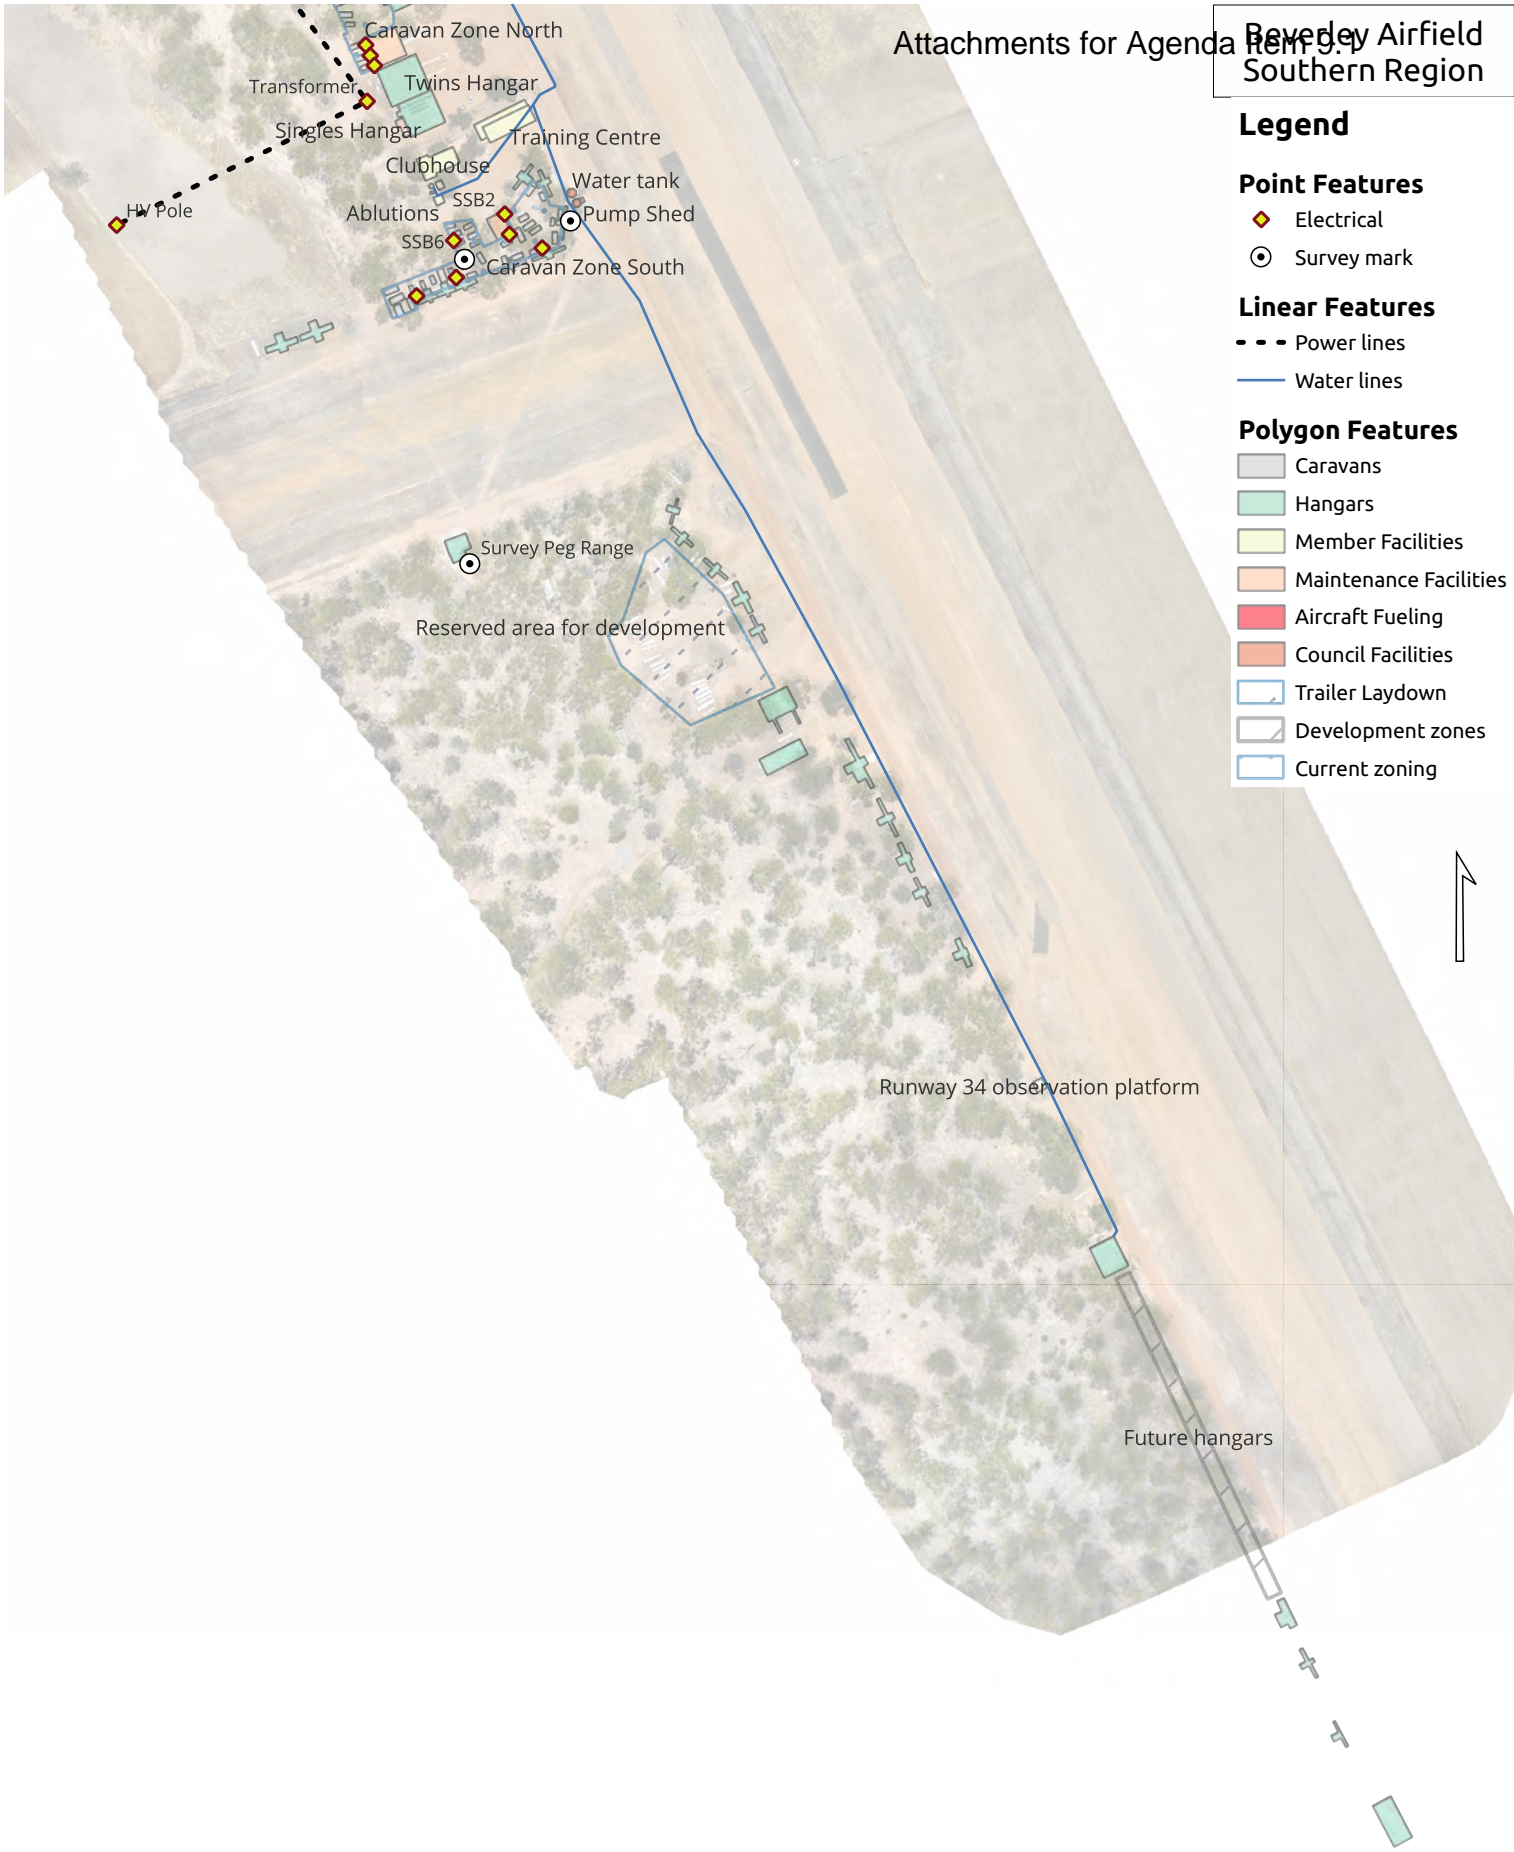 Attachments for Agenda Item 9.1
Beverley Airfield
Southern Region
Legend
Point Features
Electrical
Survey mark
Linear Features
Power lines
Water lines
Polygon Features
Caravans
Hangars
Member Facilities
Maintenance Facilities
Aircraft Fueling
Council Facilities
Trailer Laydown
Development zones
Current zoning
Caravan Zone North
Transformer
Twins Hangar
Singles Hangar
Training Centre
Clubhouse
Water tank
HV Pole
SSB2
Ablutions
Pump Shed
SSB6
Caravan Zone South
Survey Peg Range
Reserved area for development
Runway 34 observation platform
Future hangars